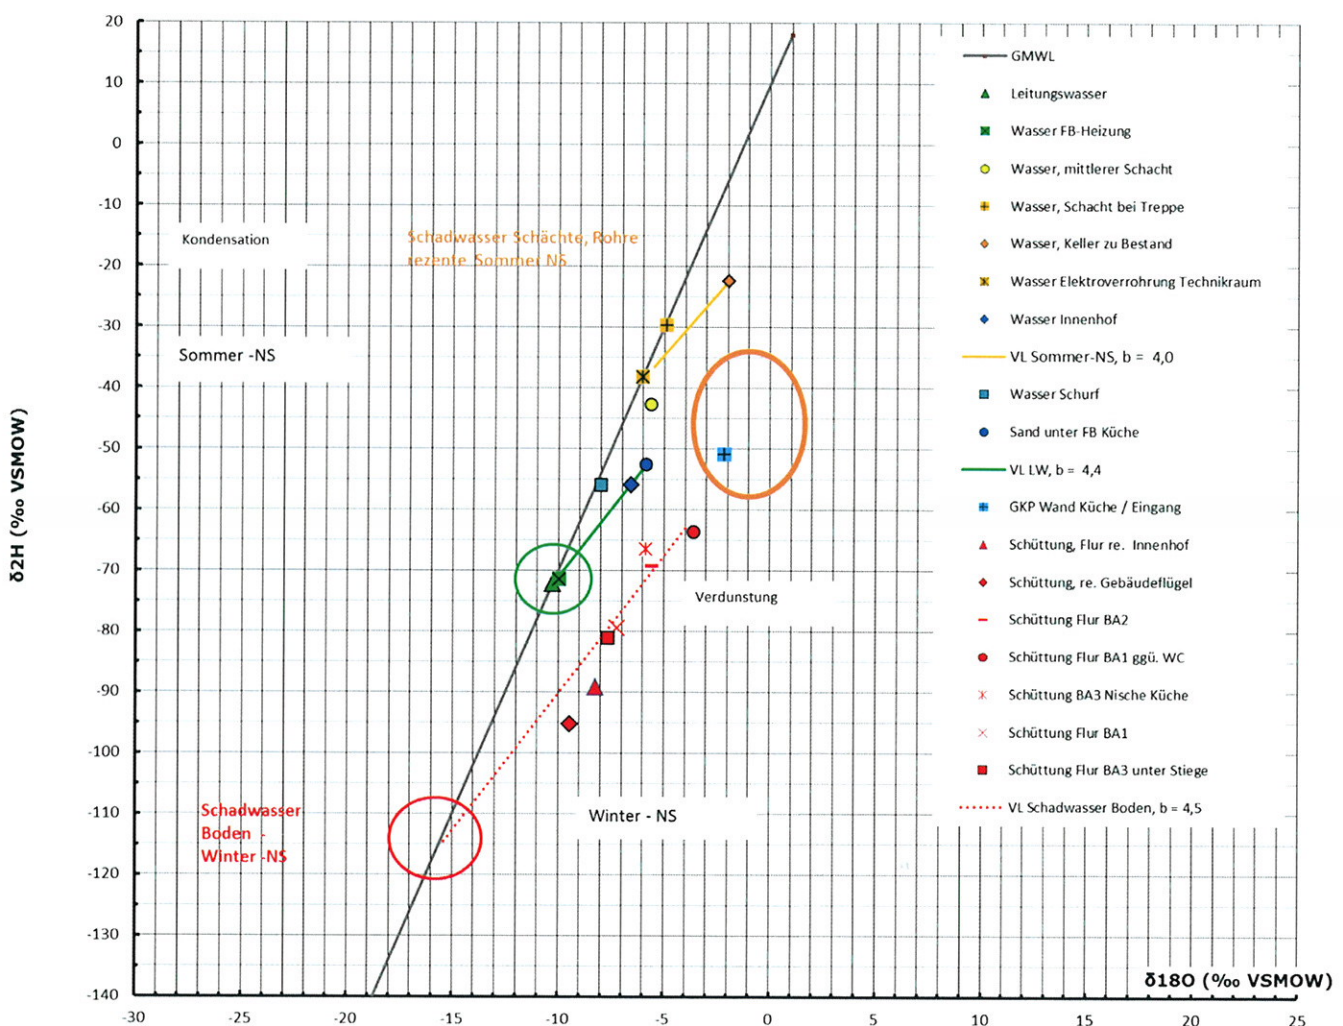 20
10
0
-10
-20
-30
-40
-50
-60
-70
-80
-90
-100
-110
-120
-130
-140
-30
-25
-20
-15
-10
-5
0
5
10
15
20
25
δ2H (‰ VSMOW)
δ18O (‰ VSMOW)
Kondensation
Schadwasser Schächte, Rohre
rezente Sommer NS
Sommer -NS
Verdunstung
Winter - NS
Schadwasser
Boden -
Winter -NS
GMWL
Leitungswasser
Wasser FB-Heizung
Wasser, mittlerer Schacht
Wasser, Schacht bei Treppe
Wasser, Keller zu Bestand
Wasser Elektroverrohrung Technikraum
Wasser Innenhof
VL Sommer-NS, b = 4,0
Wasser Schurf
Sand unter FB Küche
VL LW, b = 4,4
GKP Wand Küche / Eingang
Schüttung, Flur re. Innenhof
Schüttung, re. Gebäudeflügel
Schüttung Flur BA2
Schüttung Flur BA1 ggü. WC
Schüttung BA3 Nische Küche
Schüttung Flur BA1
Schüttung Flur BA3 unter Stiege
VL Schadwasser Boden, b = 4,5